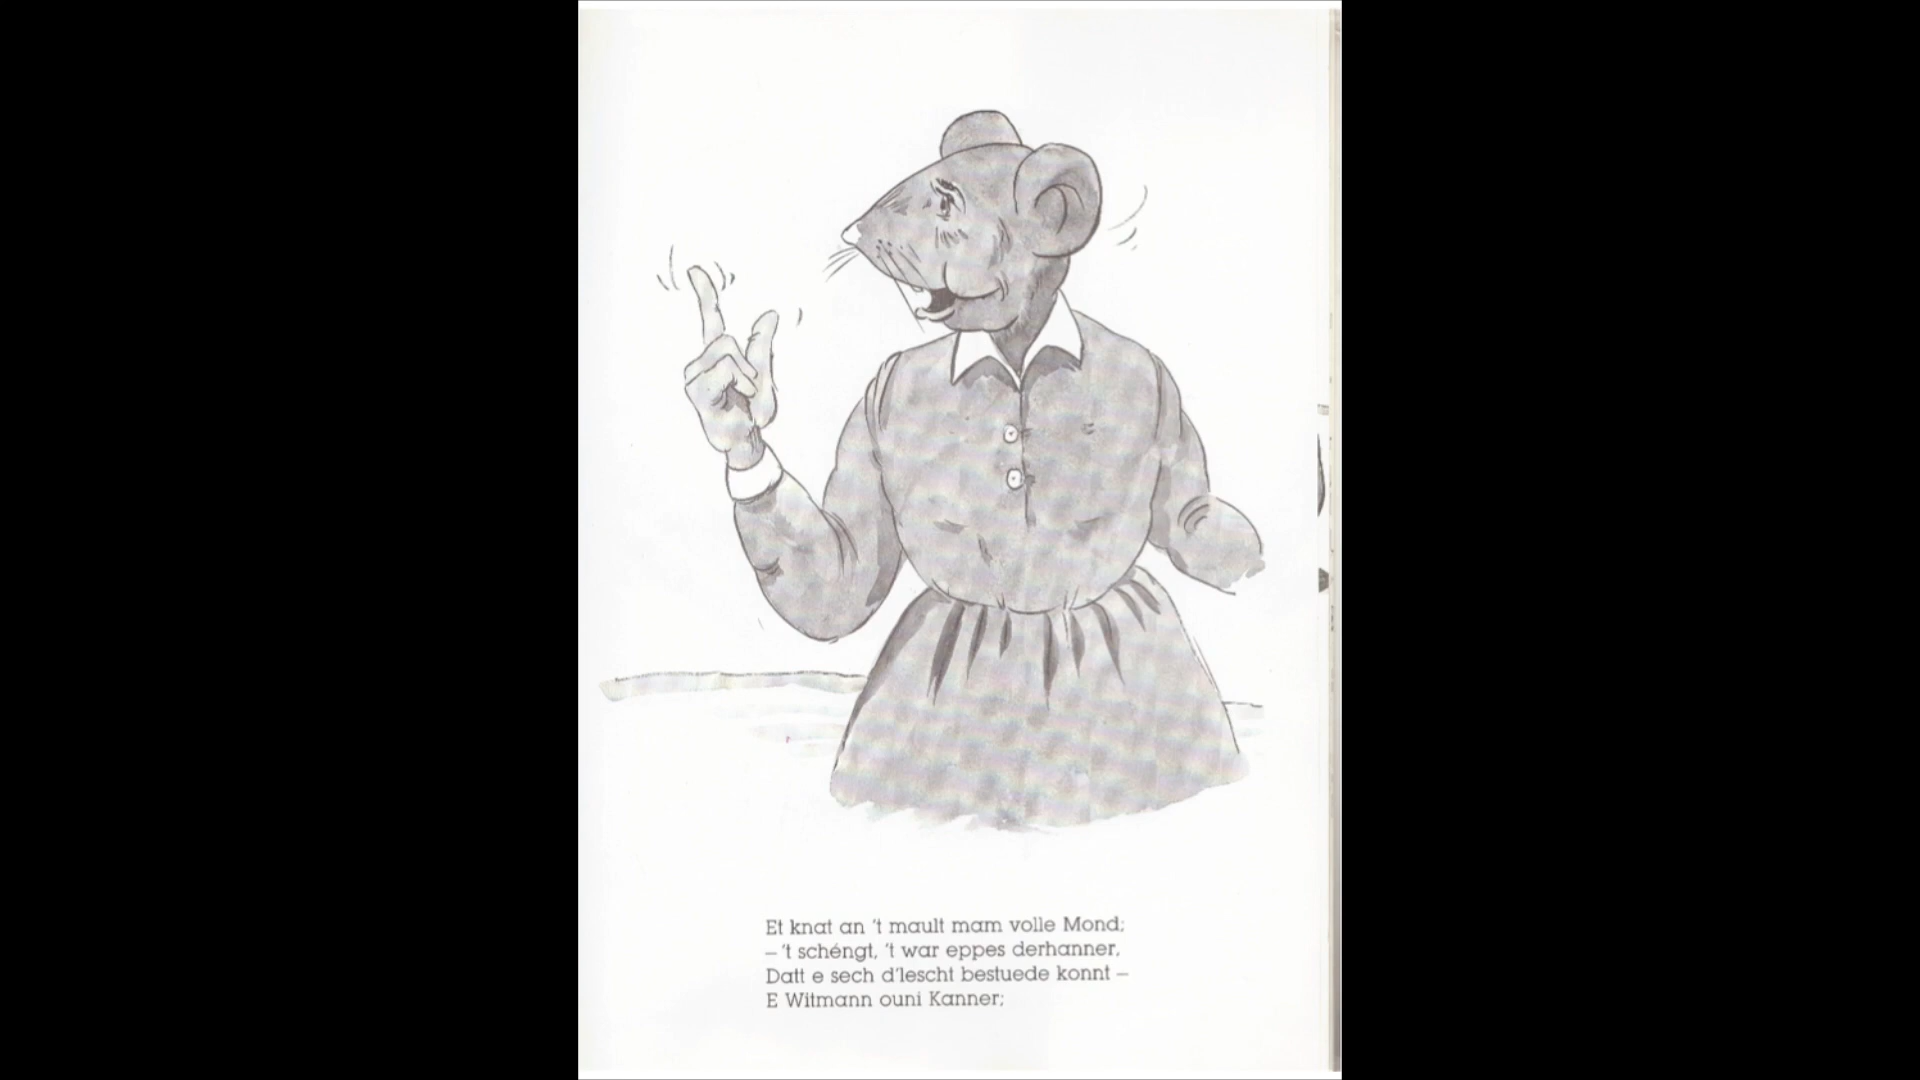 Et knat an ‘t mault mam volle Mond;
– ‘t schéngt, ‘t war eppes derhanner,
Datt e sech d’lescht bestuede konnt –
E Witmann ouni Kanner;